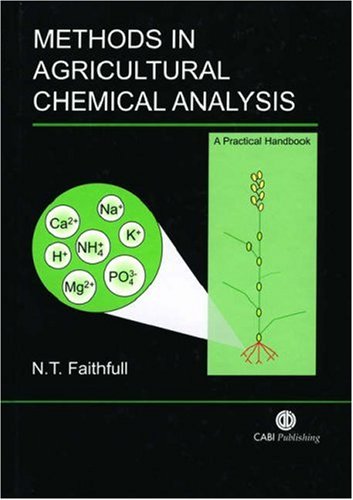 METHODS IN
AGRICULTURAL
CHEMICAL ANALYSIS
A Practical Handbook
Na⁺
Ca²⁺
K⁺
H⁺
NH₄⁺
Mg²⁺
PO₄³⁻
N.T. Faithfull
CABI Publishing